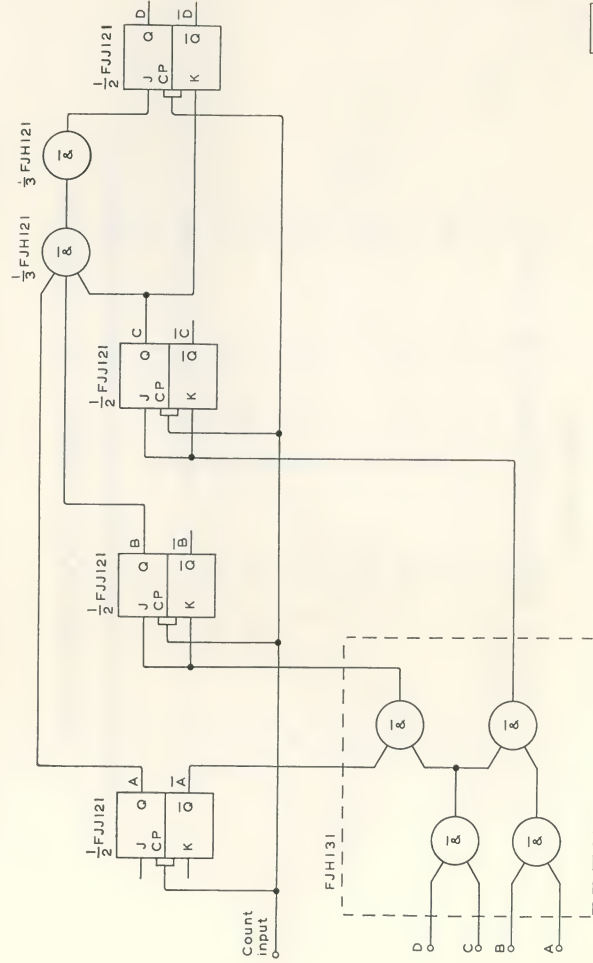 Count
input
1/2 FJJ121
J
Q
CP
K
Q̅
A
A̅
1/2 FJJ121
J
Q
CP
K
Q̅
B
B̅
1/2 FJJ121
J
Q
CP
K
Q̅
C
C̅
1/3 FJH121
&̅
1/3 FJH121
&̅
1/2 FJJ121
J
Q
CP
K
Q̅
D
D̅
FJH131
D
C
B
A
&̅
&̅
&̅
&̅